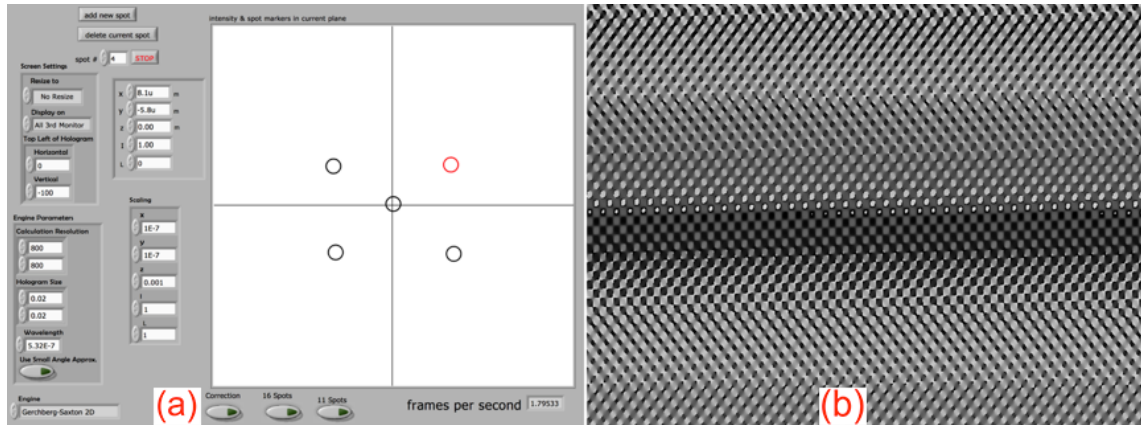 add new spot
delete current spot
spot # 4 STOP
Screen Settings
Resize to
No Resize
Display on
All 3rd Monitor
Top Left of Hologram
Horizontal
0
Vertical
-100
x 8.1u m
y -5.8u m
z 0.00 m
I 1.00
L 0
Engine Parameters
Calculation Resolution
800
800
Hologram Size
0.02
0.02
Wavelength
5.32E-7
Use Small Angle Approx.
Engine
Gerchberg-Saxton 2D
Scaling
x
1E-7
y
1E-7
z
0.001
I
1
L
1
intensity & spot markers in current plane
(a)
Correction
16 Spots
11 Spots
frames per second 1.79533
(b)